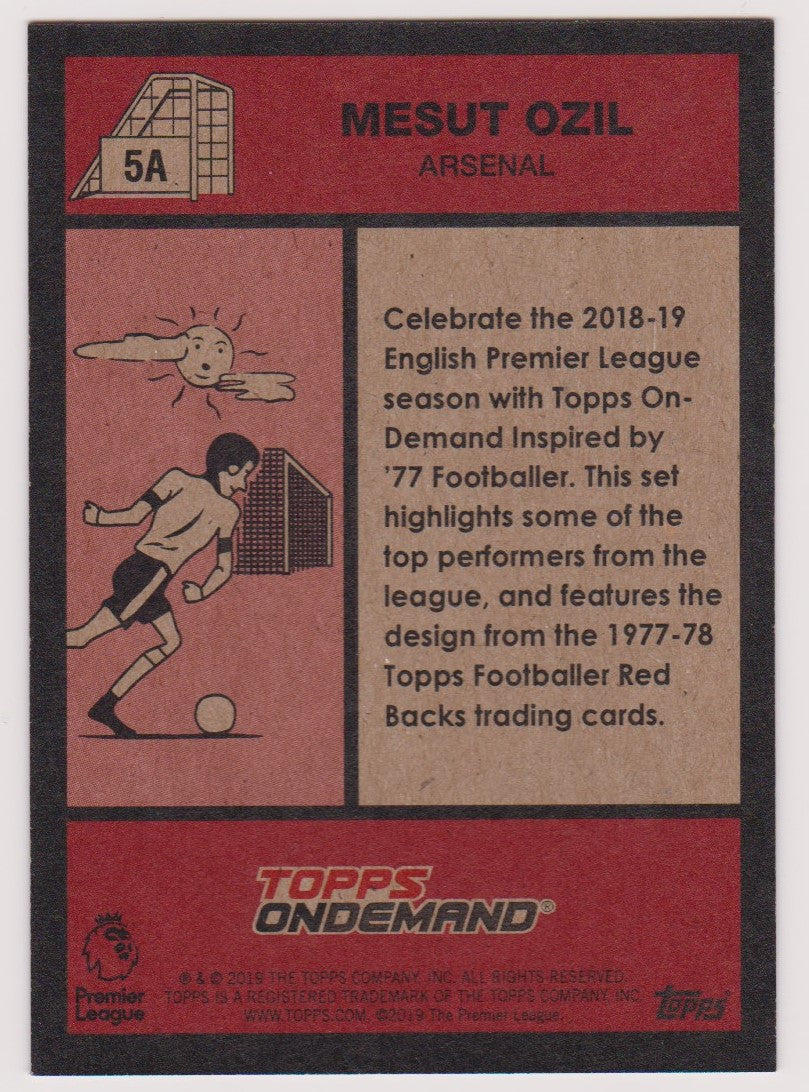 5A
MESUT OZIL
ARSENAL
Celebrate the 2018-19
English Premier League
season with Topps On-
Demand Inspired by
'77 Footballer. This set
highlights some of the
top performers from the
league, and features the
design from the 1977-78
Topps Footballer Red
Backs trading cards.
TOPPS
ONDEMAND®
® & © 2019 THE TOPPS COMPANY, INC. ALL RIGHTS RESERVED.
TOPPS IS A REGISTERED TRADEMARK OF THE TOPPS COMPANY, INC.
WWW.TOPPS.COM. ©2019 The Premier League.
Premier
League
topps